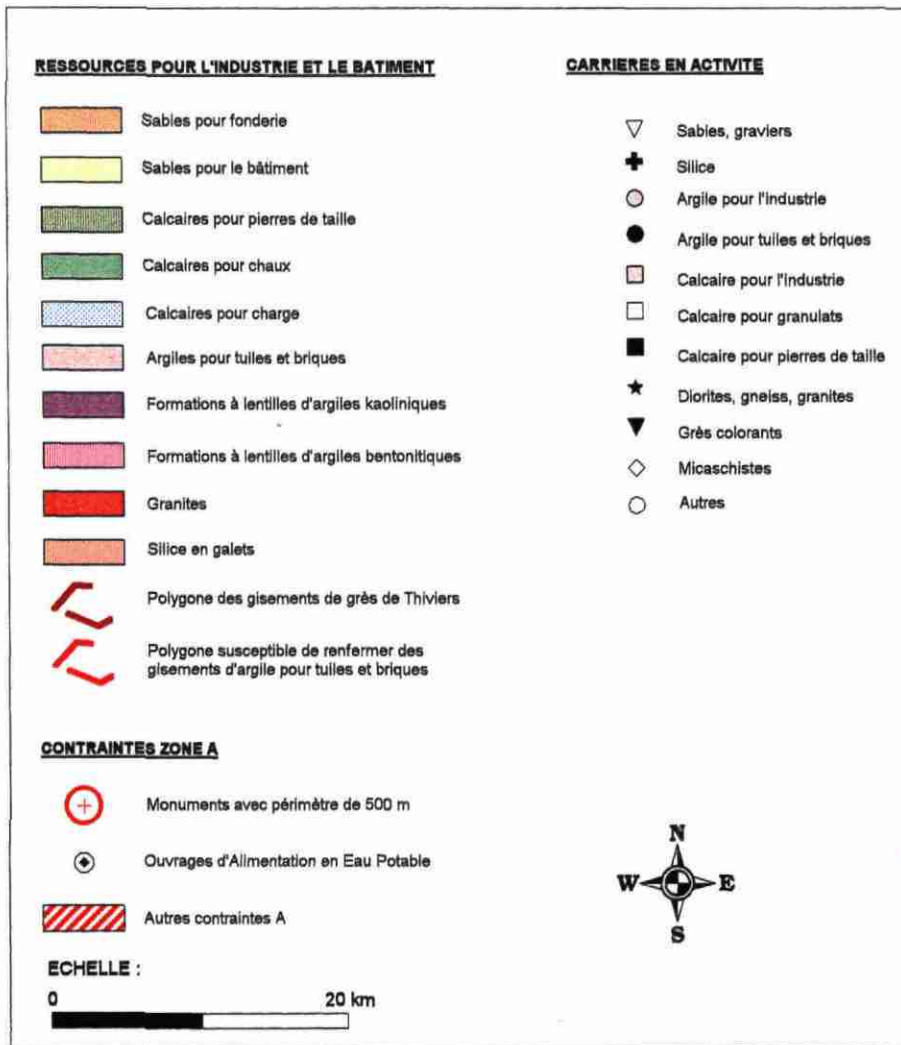 RESSOURCES POUR L'INDUSTRIE ET LE BATIMENT
Sables pour fonderie
Sables pour le bâtiment
Calcaires pour pierres de taille
Calcaires pour chaux
Calcaires pour charge
Argiles pour tuiles et briques
Formations à lentilles d'argiles kaoliniques
Formations à lentilles d'argiles bentonitiques
Granites
Silice en galets
Polygone des gisements de grès de Thiviers
Polygone susceptible de renfermer des
gisements d'argile pour tuiles et briques
CONTRAINTES ZONE A
Monuments avec périmètre de 500 m
Ouvrages d'Alimentation en Eau Potable
Autres contraintes A
ECHELLE :
0 20 km
CARRIERES EN ACTIVITE
Sables, graviers
Silice
Argile pour l'industrie
Argile pour tuiles et briques
Calcaire pour l'industrie
Calcaire pour granulats
Calcaire pour pierres de taille
Diorites, gneiss, granites
Grès colorants
Micaschistes
Autres
N
W E
S